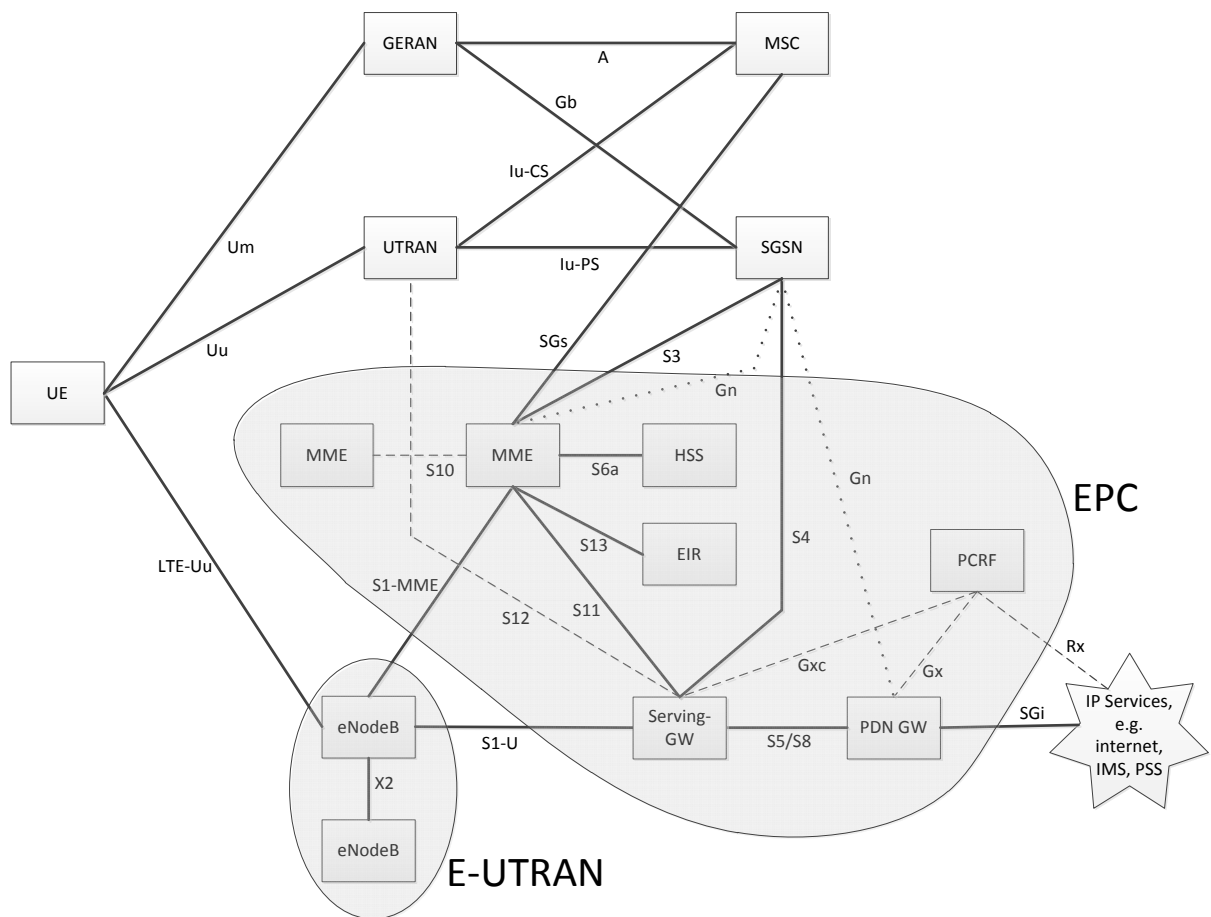 GERAN
A
MSC
Gb
Iu-CS
Um
UTRAN
Iu-PS
SGSN
Uu
SGs
S3
UE
Gn
MME
S10
MME
S6a
HSS
Gn
EPC
S13
EIR
S4
PCRF
LTE-Uu
S1-MME
S12
S11
Gxc
Gx
Rx
eNodeB
S1-U
Serving-
GW
S5/S8
PDN GW
SGi
IP Services,
e.g.
internet,
IMS, PSS
X2
eNodeB
E-UTRAN